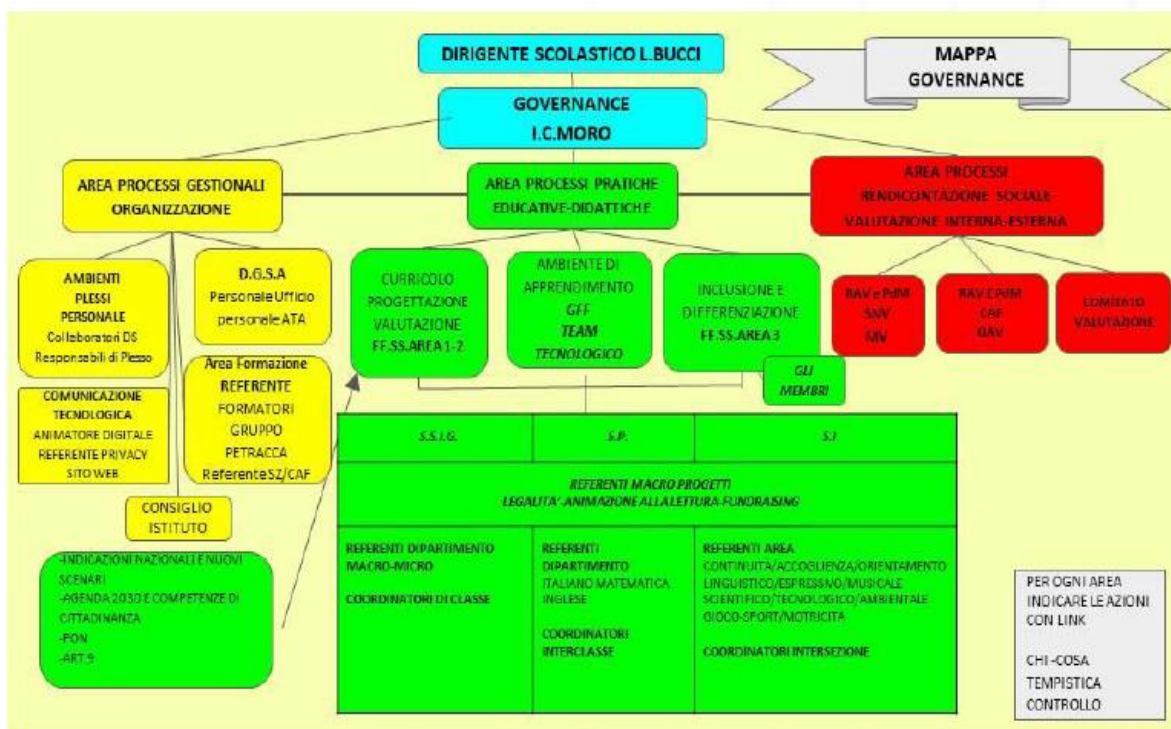 DIRIGENTE SCOLASTICO L.BUCCI
MAPPA
GOVERNANCE
GOVERNANCE
I.C.MORO
AREA PROCESSI GESTIONALI
ORGANIZZAZIONE
AREA PROCESSI PRATICHE
EDUCATIVE-DIDATTICHE
AREA PROCESSI
RENDICONTAZIONE SOCIALE
VALUTAZIONE INTERNA-ESTERNA
AMBIENTI
PLESSI
PERSONALE
Collaboratori DS
Responsabili di Plesso
D.G.S.A
Personale Ufficio
personale ATA
COMUNICAZIONE
TECNOLOGICA
ANIMATORE DIGITALE
REFERENTE PRIVACY
SITO WEB
Area Formazione
REFERENTE
FORMATORI
GRUPPO
PETRACCA
Referente SZ/CAF
CONSIGLIO
ISTITUTO
-INDICAZIONI NAZIONALI E NUOVI
SCENARI
-AGENDA 2030 E COMPETENZE DI
CITTADINANZA
-PON
-ART.9
CURRICOLO
PROGETTAZIONE
VALUTAZIONE
FF.SS.AREA 1-2
AMBIENTE DI
APPRENDIMENTO
GFF
TEAM
TECNOLOGICO
INCLUSIONE E
DIFFERENZIAZIONE
FF.SS.AREA 3
GLI
MEMBRI
RAV e PdM
SNV
MV
RAV E PdM
CAF
GAV
COMITATO
VALUTAZIONE
S.S.I.G.
S.P.
S.I
REFERENTI MACRO PROGETTI
LEGALITA'-ANIMAZIONE ALLA LETTURA-FUNDRAISING
REFERENTI DIPARTIMENTO
MACRO-MICRO
COORDINATORI DI CLASSE
REFERENTI
DIPARTIMENTO
ITALIANO MATEMATICA
INGLESE
COORDINATORI
INTERCLASSE
REFERENTI AREA
CONTINUITA'/ACCOGLIENZA/ORIENTAMENTO
LINGUISTICO/ESPRESSIVO/MUSICALE
SCIENTIFICO/TECNOLOGICO/AMBIENTALE
GIOCO-SPORT/MOTRICITA
COORDINATORI INTERSEZIONE
PER OGNI AREA
INDICARE LE AZIONI
CON LINK
CHI -COSA
TEMPISTICA
CONTROLLO